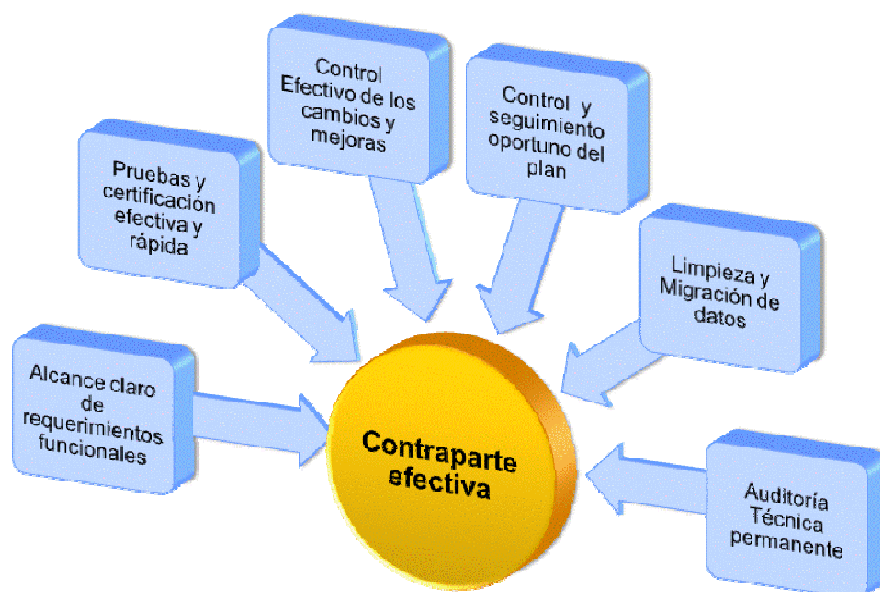 Control
Efectivo de los
cambios y
mejoras
Control y
seguimiento
oportuno del
plan
Pruebas y
certificación
efectiva y
rápida
Limpieza y
Migración de
datos
Alcance claro
de
requerimientos
funcionales
Contraparte
efectiva
Auditoría
Técnica
permanente